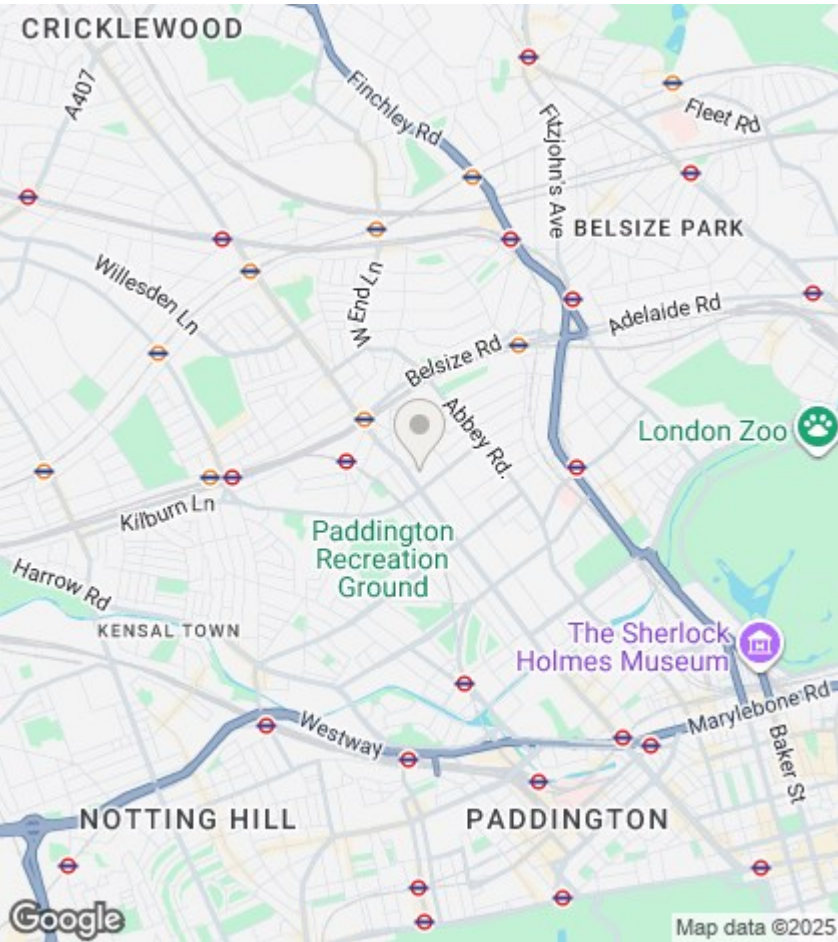 CRICKLEWOOD
A407
Finchley Rd
Fitzjohn's Ave
Fleet Rd
BELSIZE PARK
Willesden Ln
W End Ln
Adelaide Rd
Belsize Rd
Abbey Rd.
London Zoo
Kilburn Ln
Paddington
Recreation
Ground
Harrow Rd
KENSAL TOWN
The Sherlock
Holmes Museum
Marylebone Rd
Westway
Baker St
NOTTING HILL
PADDINGTON
Google
Map data ©2025